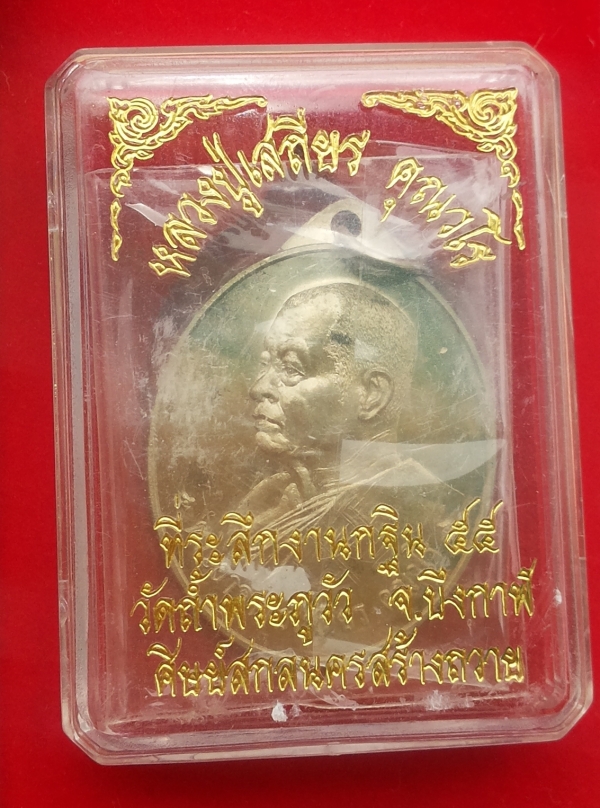 หลวงปู่เสถียร คุณวโร
ที่ระลึกงานกฐิน ๕๕
วัดถ้ำพระภูวัว จ.บึงกาฬ
ศิษย์สกลนครสร้างถวาย